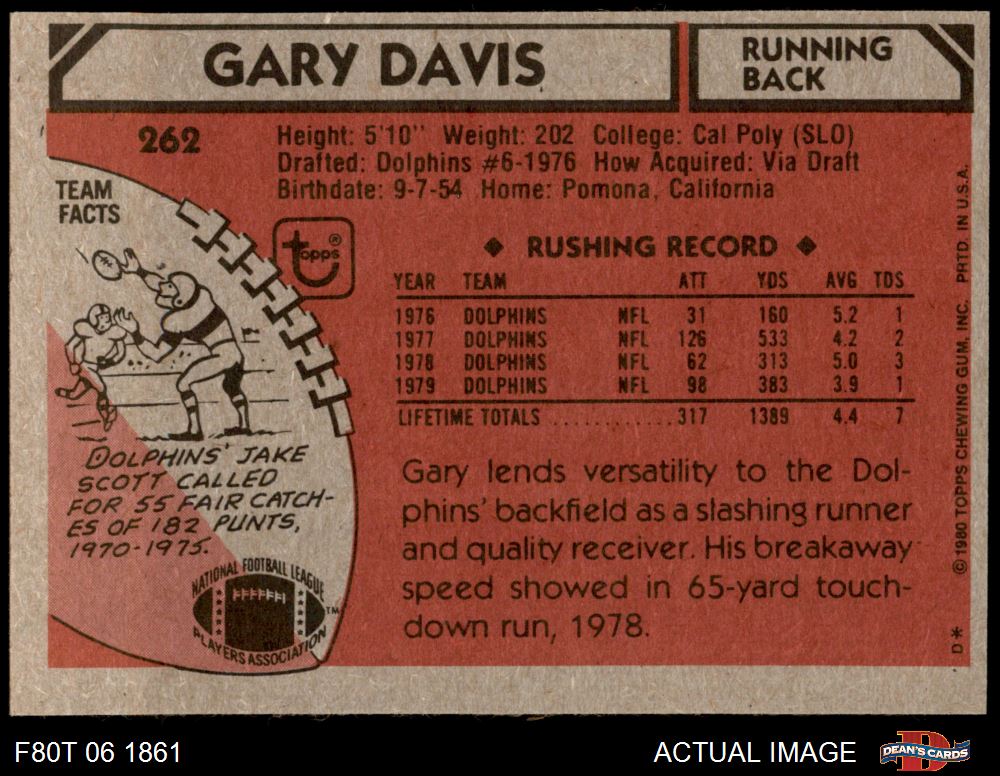 GARY DAVIS
RUNNING
BACK
262
Height: 5'10" Weight: 202 College: Cal Poly (SLO)
Drafted: Dolphins #6-1976 How Acquired: Via Draft
Birthdate: 9-7-54 Home: Pomona, California
TEAM
FACTS
topps®
◆ RUSHING RECORD ◆
YEAR TEAM ATT YDS AVG TDS
1976 DOLPHINS NFL 31 160 5.2 1
1977 DOLPHINS NFL 126 533 4.2 2
1978 DOLPHINS NFL 62 313 5.0 3
1979 DOLPHINS NFL 98 383 3.9 1
LIFETIME TOTALS ............ 317 1389 4.4 7
DOLPHINS' JAKE
SCOTT CALLED
FOR 55 FAIR CATCH-
ES OF 182 PUNTS,
1970-1975.
NATIONAL FOOTBALL LEAGUE
PLAYERS ASSOCIATION
TM
Gary lends versatility to the Dol-
phins' backfield as a slashing runner
and quality receiver. His breakaway
speed showed in 65-yard touch-
down run, 1978.
D* © 1980 TOPPS CHEWING GUM, INC. PRTD. IN U.S.A.
F80T 06 1861
ACTUAL IMAGE
DEAN'S CARDS